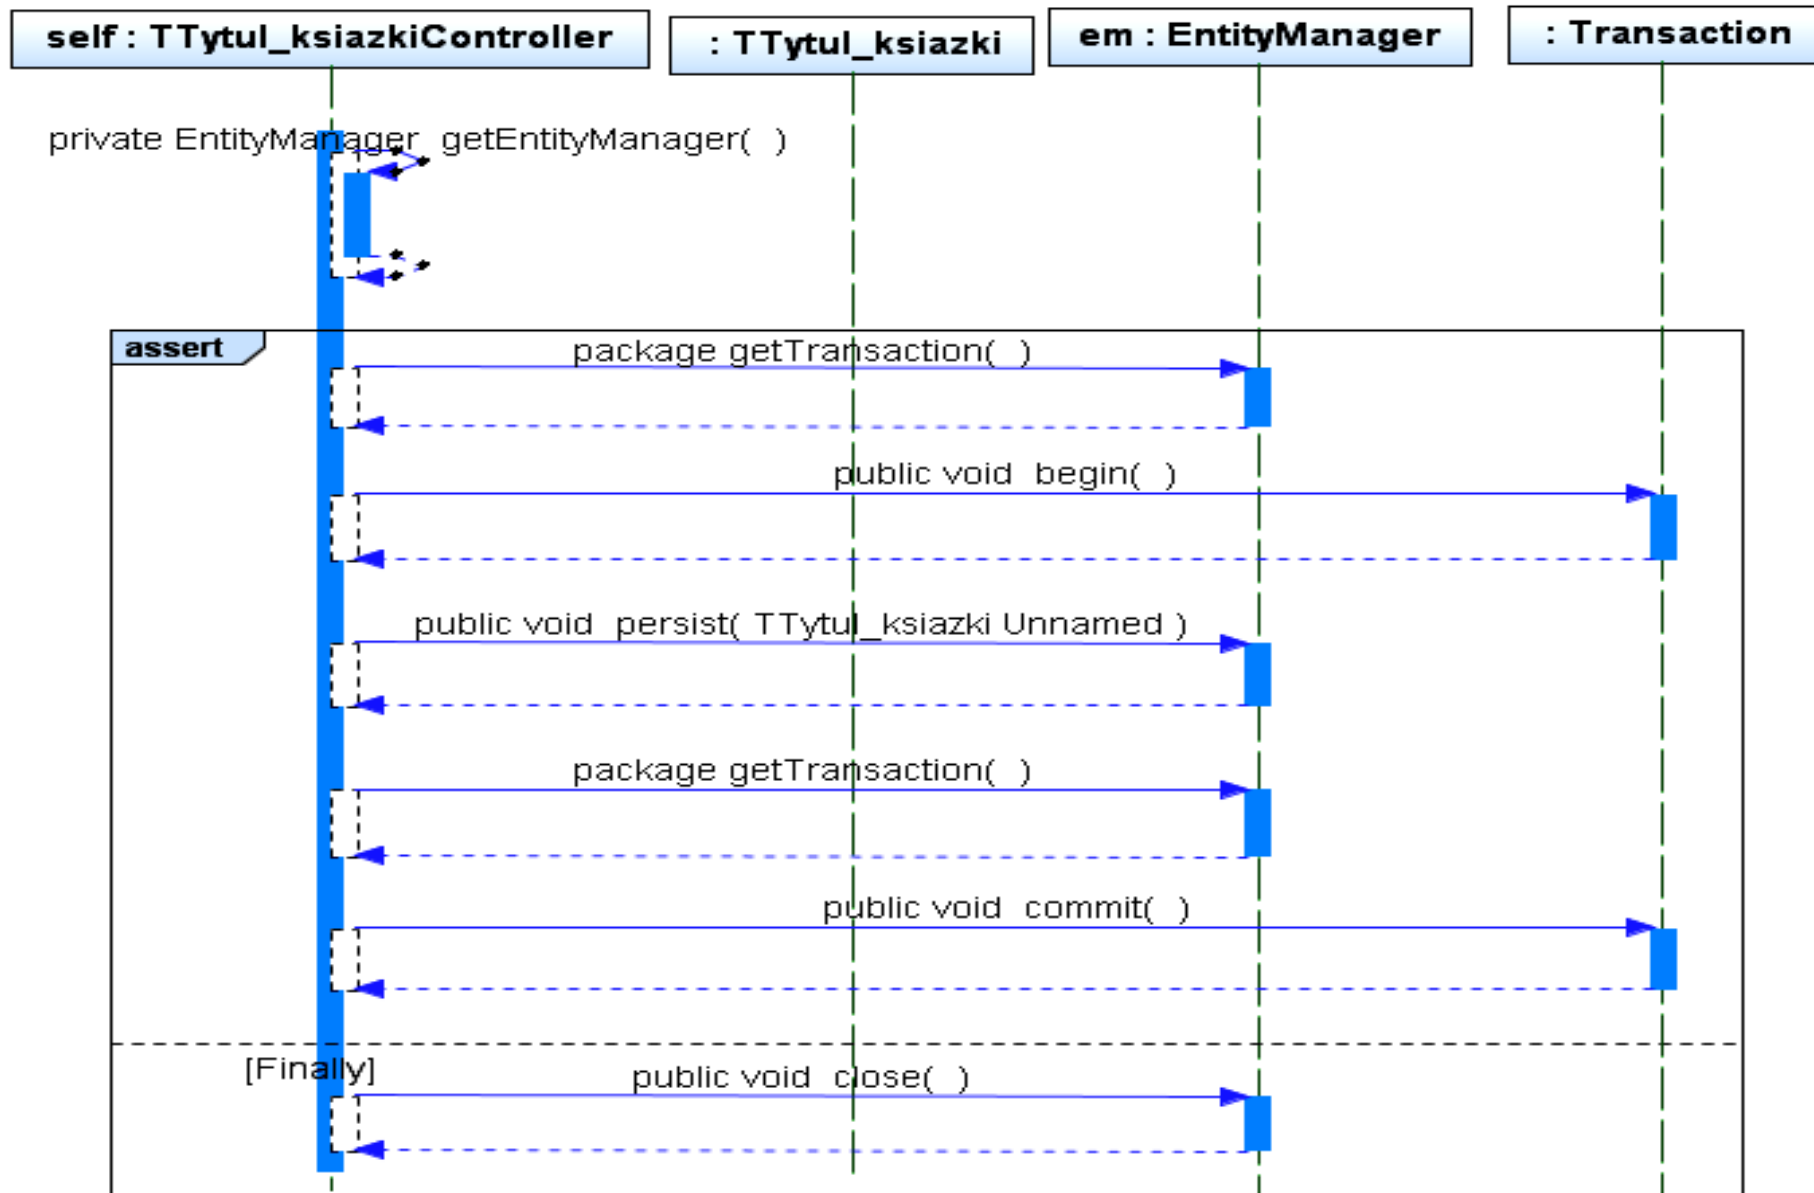 self : TTytul_ksiazkiController
: TTytul_ksiazki
em : EntityManager
: Transaction
private EntityManager  getEntityManager(  )
assert
package getTransaction(  )
public void  begin(  )
public void  persist( TTytul_ksiazki Unnamed )
package getTransaction(  )
public void  commit(  )
[Finally]
public void  close(  )